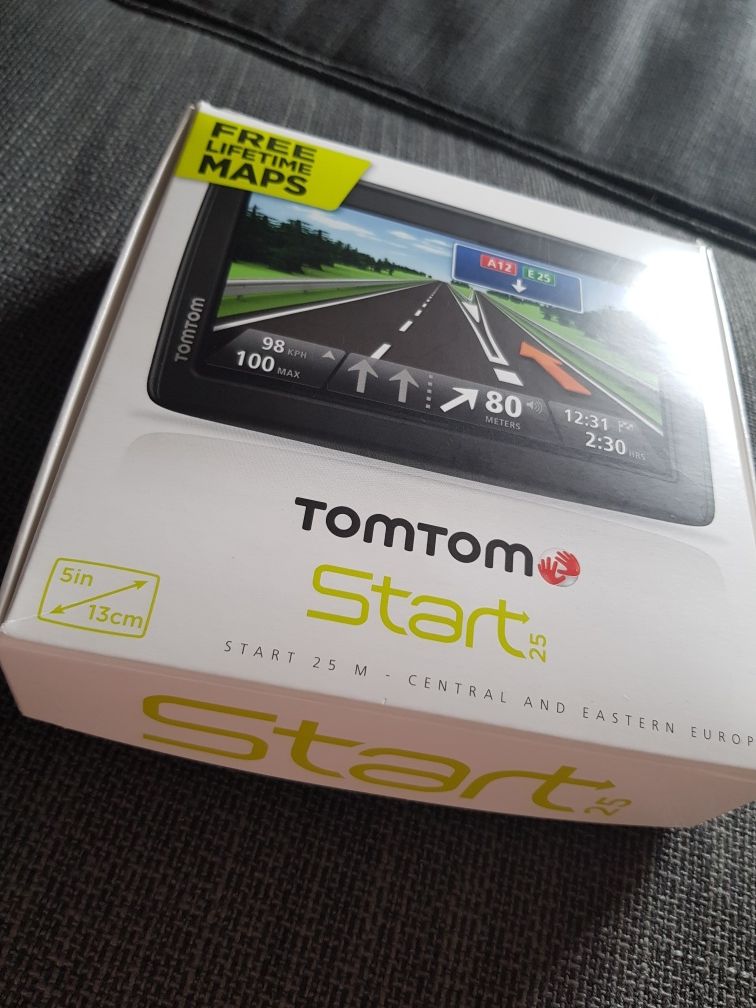 FREE
LIFETIME
MAPS
A12 E 25
TOMTOM
98 KPH
100 MAX
80
METERS
12:31
2:30 HRS
TOMTOM
Start 25
5in
13cm
START 25 M - CENTRAL AND EASTERN EUROP
Start 25